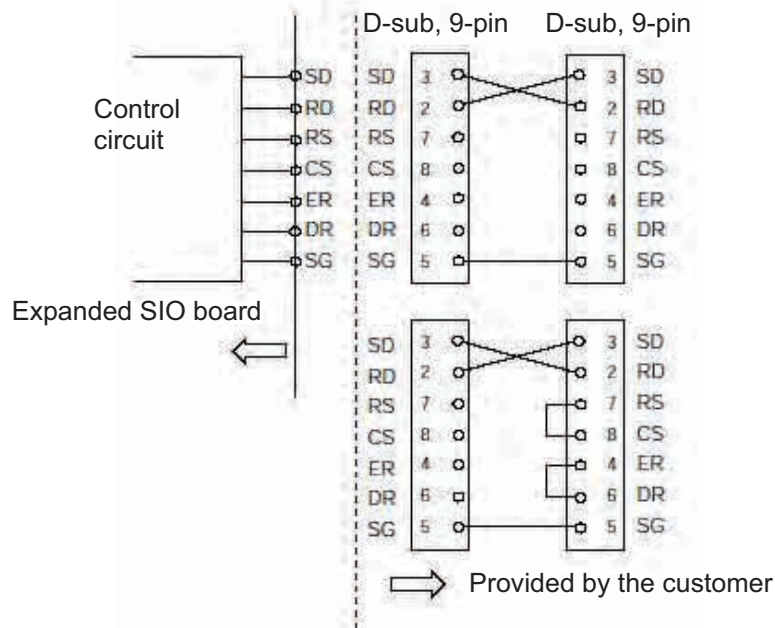 D-sub, 9-pin D-sub, 9-pin
Control
circuit
SD SD 3 3 SD
RD RD 2 2 RD
RS RS 7 7 RS
CS CS 8 8 CS
ER ER 4 4 ER
DR DR 6 6 DR
SG SG 5 5 SG
Expanded SIO board
SD 3 3 SD
RD 2 2 RD
RS 7 7 RS
CS 8 8 CS
ER 4 4 ER
DR 6 6 DR
SG 5 5 SG
Provided by the customer